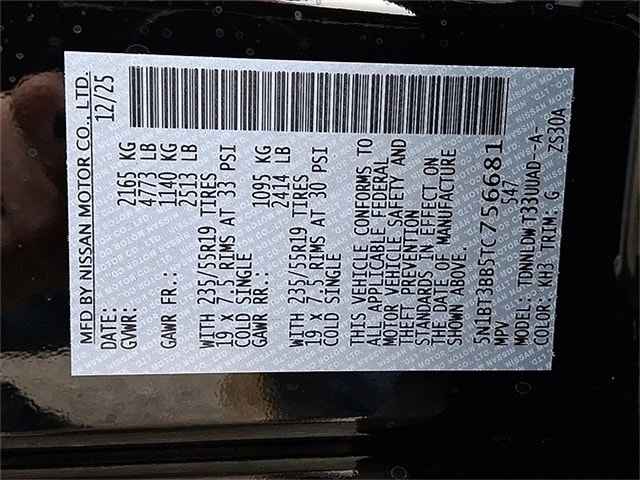 MFD BY NISSAN MOTOR CO., LTD.
DATE: 12/25
GVWR: 2165 KG
4773 LB
GAWR FR.: 1140 KG
2513 LB
WITH 235/55R19 TIRES
19 X 7.5 RIMS AT 33 PSI
COLD SINGLE
GAWR RR.: 1095 KG
2414 LB
WITH 235/55R19 TIRES
19 X 7.5 RIMS AT 30 PSI
COLD SINGLE
THIS VEHICLE CONFORMS TO
ALL APPLICABLE FEDERAL
MOTOR VEHICLE SAFETY AND
THEFT PREVENTION
STANDARDS IN EFFECT ON
THE DATE OF MANUFACTURE
SHOWN ABOVE.
5N1BT3BB5TC756681
MPV 547
MODEL: TDNNLDW T33UUAD--A-
COLOR: KH3 TRIM: G 2S30A